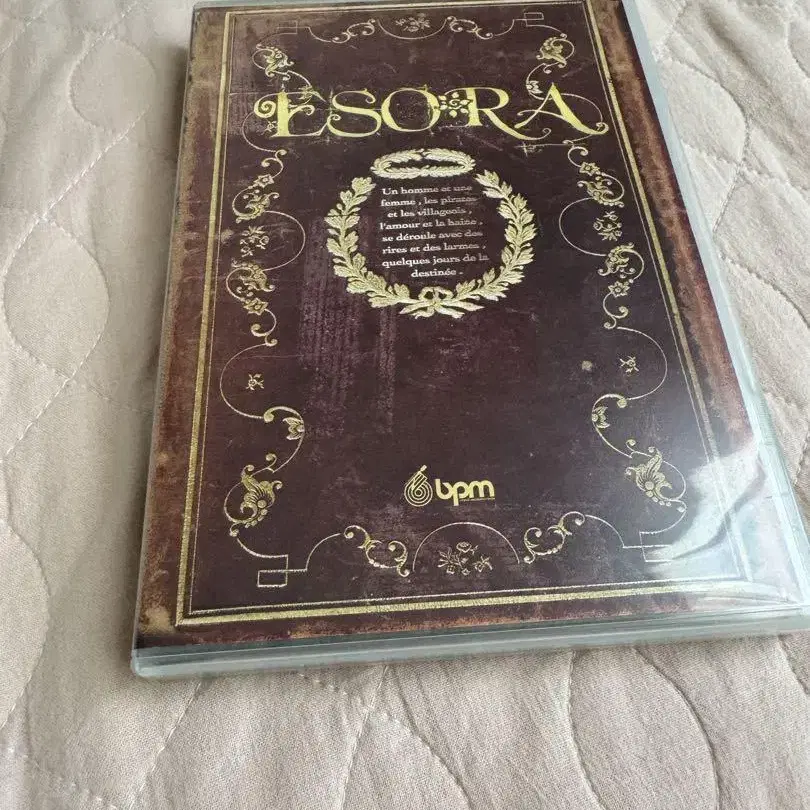 ESORA
Un homme et une
femme , les pirates
et les villageois ,
l'amour et la haine ,
se déroule avec des
rires et des larmes ,
quelques jours de la
destinée .
bpm